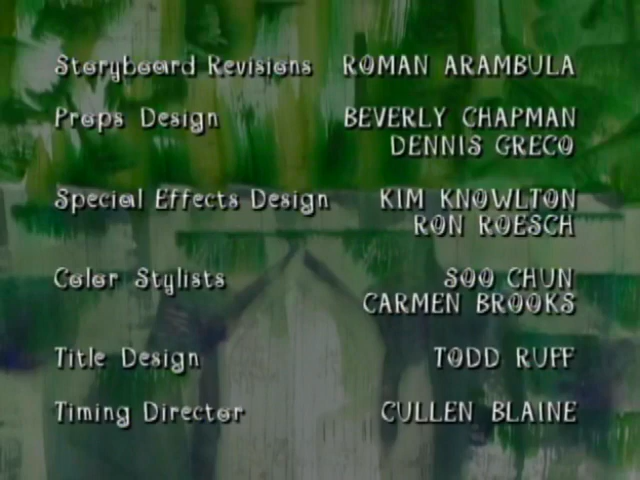 Storyboard Revisions ROMAN ARAMBULA
Props Design BEVERLY CHAPMAN
DENNIS GRECO
Special Effects Design KIM KNOWLTON
RON ROESCH
Color Stylists SOO CHUN
CARMEN BROOKS
Title Design TODD RUFF
Timing Director CULLEN BLAINE